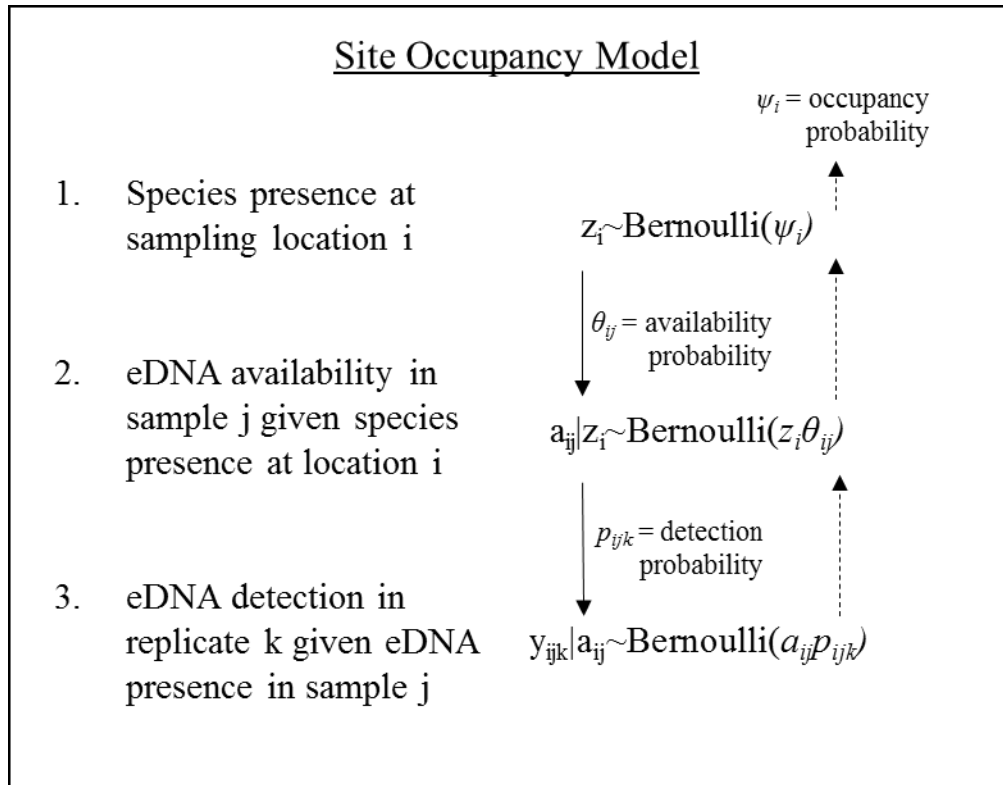 Site Occupancy Model
ψi = occupancy
probability
1. Species presence at
sampling location i
zi~Bernoulli(ψi)
θij = availability
probability
2. eDNA availability in
sample j given species
presence at location i
aij|zi~Bernoulli(ziθij)
pijk = detection
probability
3. eDNA detection in
replicate k given eDNA
presence in sample j
yijk|aij~Bernoulli(aijpijk)